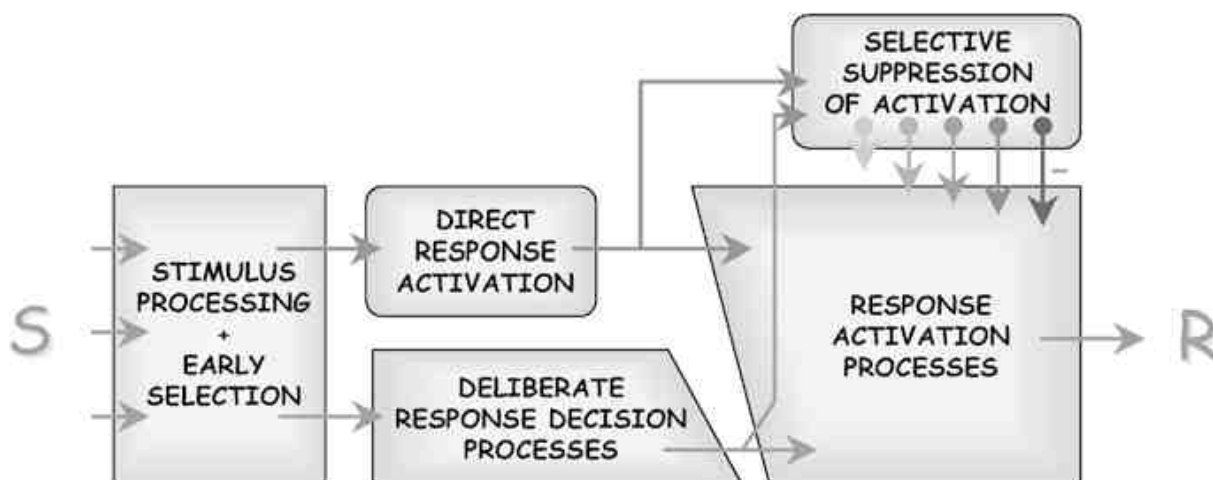 SELECTIVE
SUPPRESSION
OF ACTIVATION
–
DIRECT
RESPONSE
ACTIVATION
S
STIMULUS
PROCESSING
+
EARLY
SELECTION
RESPONSE
ACTIVATION
PROCESSES
R
DELIBERATE
RESPONSE DECISION
PROCESSES